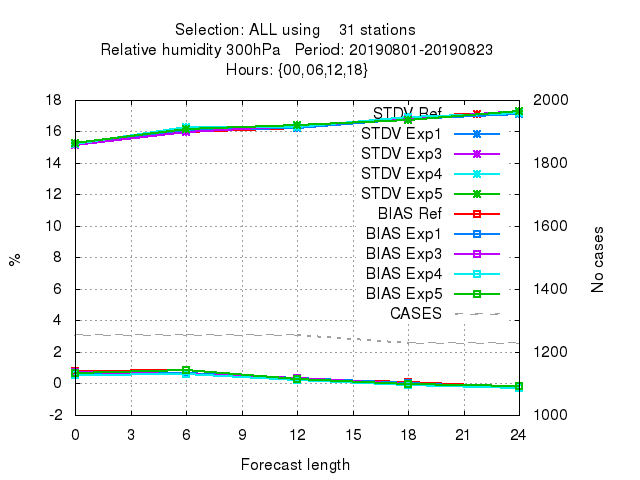 Selection: ALL using 31 stations
Relative humidity 300hPa Period: 20190801-20190823
Hours: {00,06,12,18}
18 2000
STDV Ref
16 STDV Exp1
14 STDV Exp3 1800
STDV Exp4
12 STDV Exp5
BIAS Ref
10 BIAS Exp1 1600
8 BIAS Exp3
BIAS Exp4
6 BIAS Exp5 1400
CASES
4
2 1200
0
-2 1000
0 3 6 9 12 15 18 21 24
%
No cases
Forecast length